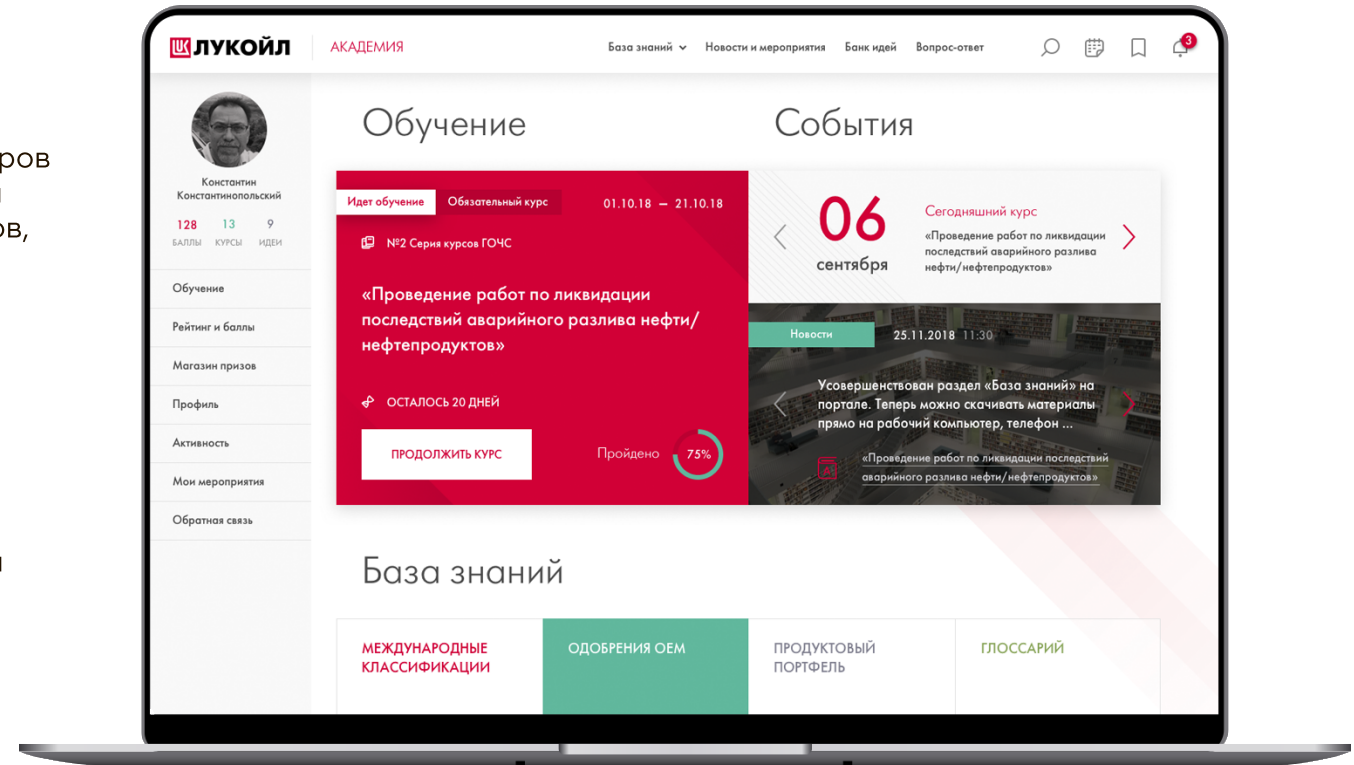 ров
ов,
ЛУКОЙЛ
АКАДЕМИЯ
База знаний
Новости и мероприятия
Банк идей
Вопрос-ответ
3
Константин
Константинопольский
128 13 9
БАЛЛЫ КУРСЫ ИДЕИ
Обучение
Рейтинг и баллы
Магазин призов
Профиль
Активность
Мои мероприятия
Обратная связь
Обучение
Идет обучение
Обязательный курс
01.10.18 — 21.10.18
№2 Серия курсов ГОЧС
«Проведение работ по ликвидации
последствий аварийного разлива нефти/
нефтепродуктов»
ОСТАЛОСЬ 20 ДНЕЙ
ПРОДОЛЖИТЬ КУРС
Пройдено
75%
События
06
сентября
Сегодняшний курс
«Проведение работ по ликвидации
последствий аварийного разлива
нефти/нефтепродуктов»
Новости
25.11.2018 11:30
Усовершенствован раздел «База знаний» на
портале. Теперь можно скачивать материалы
прямо на рабочий компьютер, телефон ...
«Проведение работ по ликвидации последствий
аварийного разлива нефти/нефтепродуктов»
База знаний
МЕЖДУНАРОДНЫЕ
КЛАССИФИКАЦИИ
ОДОБРЕНИЯ ОЕМ
ПРОДУКТОВЫЙ
ПОРТФЕЛЬ
ГЛОССАРИЙ